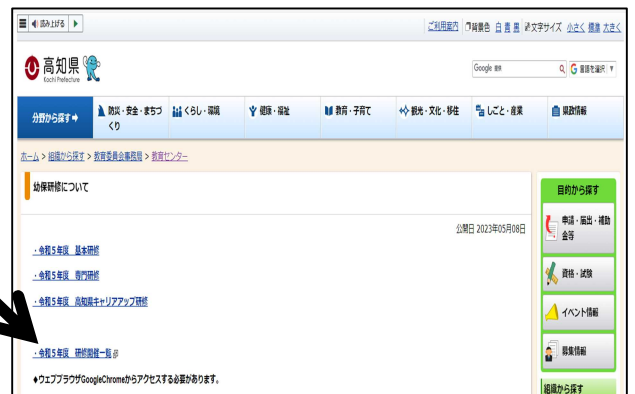 読み上げる
ご利用案内 背景色 白 青 黒 文字サイズ 小さく 標準 大きく
高知県
Kochi Prefecture
Google 提供
G 言語を選択 ▼
分野から探す➡ 防災・安全・まちづくり くらし・環境 健康・福祉 教育・子育て 観光・文化・移住 しごと・産業 県政情報
ホーム > 組織から探す > 教育委員会事務局 > 教育センター
幼保研修について
公開日 2023年05月08日
・令和5年度 基本研修
・令和5年度 専門研修
・令和5年度 高知県キャリアアップ研修
・令和5年度 研修開催一覧
◆ウェブブラウザGoogleChromeからアクセスする必要があります。
目的から探す
申請・届出・補助金等
資格・試験
イベント情報
募集情報
組織から探す